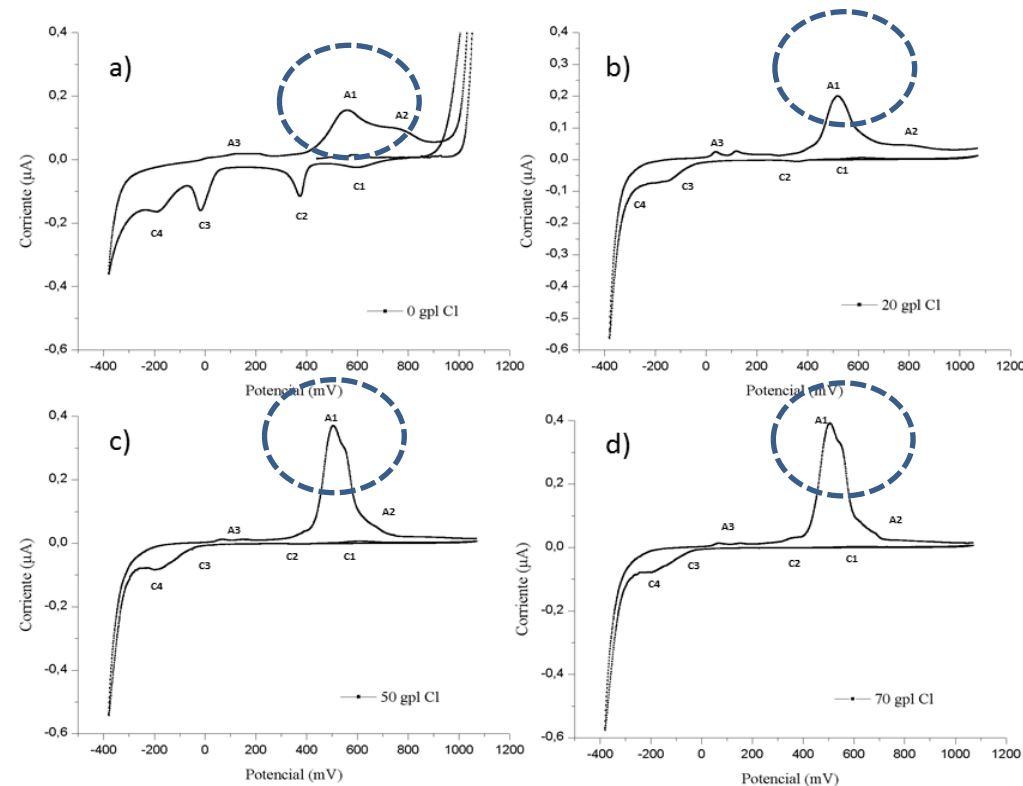 a)
0,4
0,2
0,0
-0,2
-0,4
-0,6
Corriente (µA)
A1
A2
A3
C1
C2
C3
C4
0 gpl Cl
-400 -200 0 200 400 600 800 1000 1200
Potencial (mV)
b)
0,4
0,3
0,2
0,1
0,0
-0,1
-0,2
-0,3
-0,4
-0,5
-0,6
Corriente (µA)
A1
A2
A3
C1
C2
C3
C4
20 gpl Cl
-400 -200 0 200 400 600 800 1000 1200
Potencial (mV)
c)
0,4
0,2
0,0
-0,2
-0,4
-0,6
Corriente (µA)
A1
A2
A3
C1
C2
C3
C4
50 gpl Cl
-400 -200 0 200 400 600 800 1000 1200
Potencial (mV)
d)
0,4
0,2
0,0
-0,2
-0,4
-0,6
Corriente (µA)
A1
A2
A3
C1
C2
C3
C4
70 gpl Cl
-400 -200 0 200 400 600 800 1000 1200
Potencial (mV)